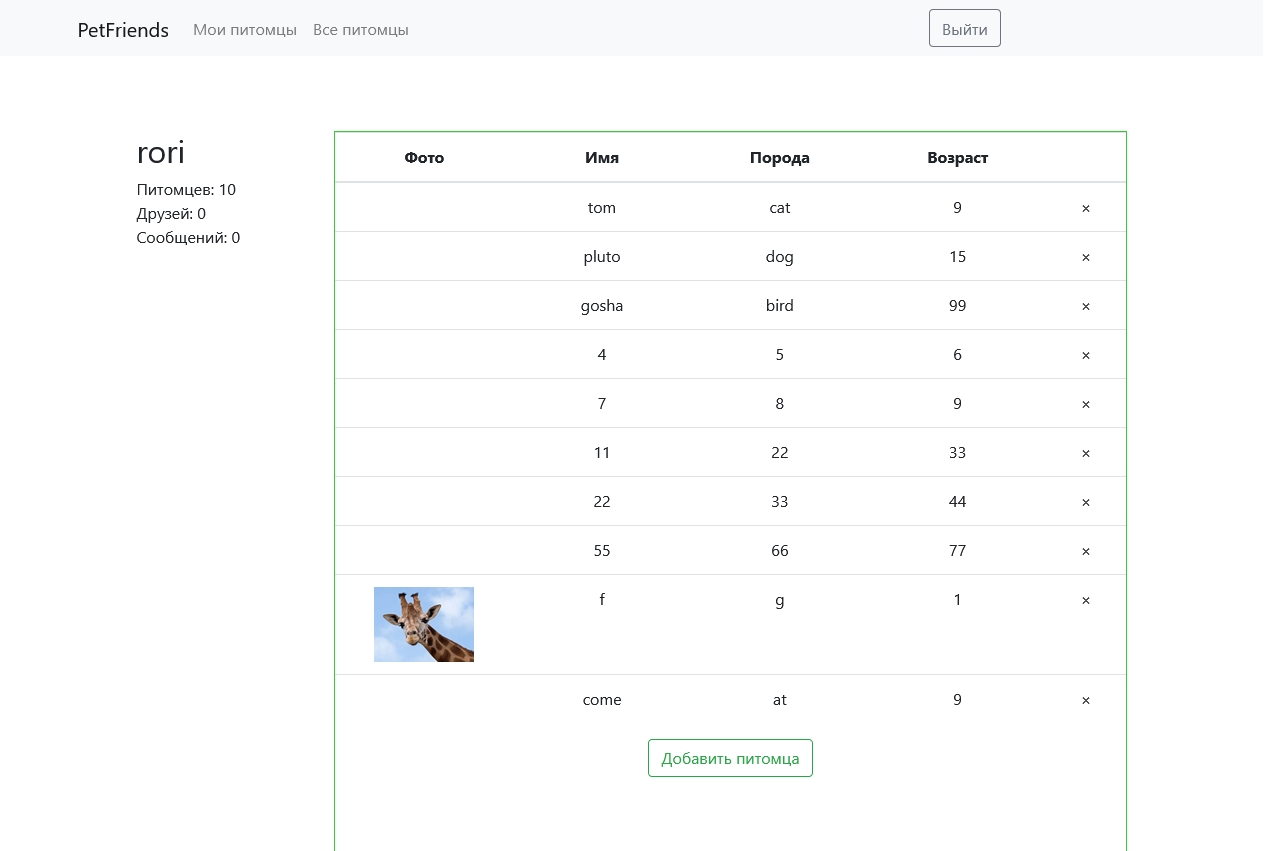 PetFriends Мои питомцы Все питомцы Выйти
rori
Питомцев: 10
Друзей: 0
Сообщений: 0
Фото Имя Порода Возраст
tom cat 9 ×
pluto dog 15 ×
gosha bird 99 ×
4 5 6 ×
7 8 9 ×
11 22 33 ×
22 33 44 ×
55 66 77 ×
f g 1 ×
come at 9 ×
Добавить питомца